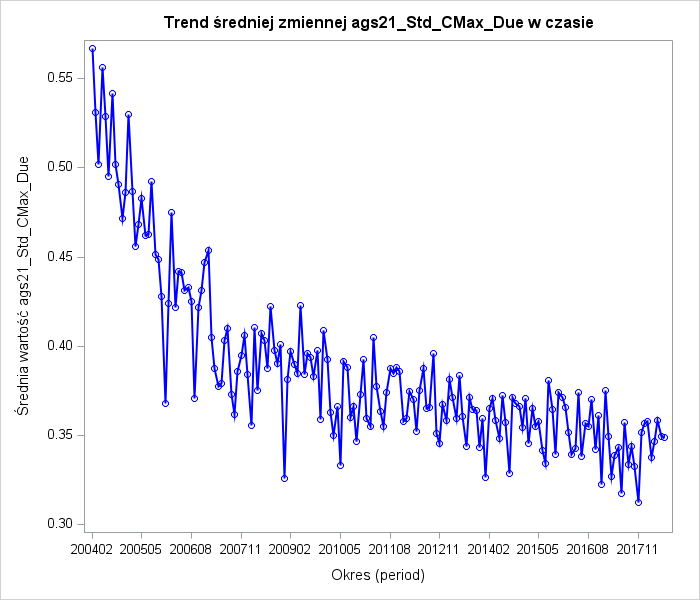 Trend średniej zmiennej ags21_Std_CMax_Due w czasie
Średnia wartość ags21_Std_CMax_Due
0.55
0.50
0.45
0.40
0.35
0.30
200402 200505 200608 200711 200902 201005 201108 201211 201402 201505 201608 201711
Okres (period)